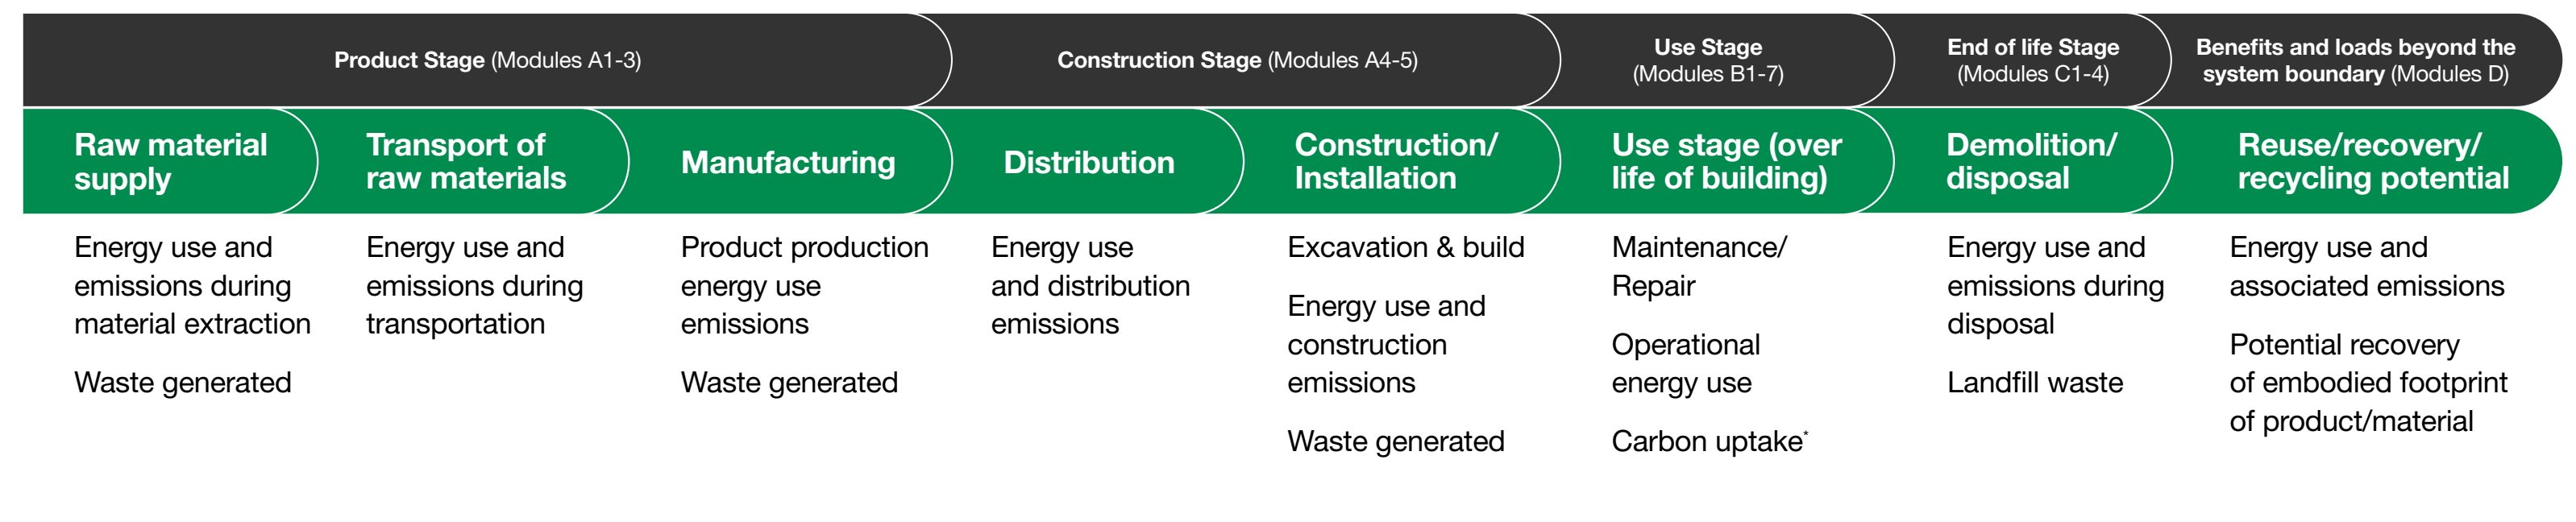 Product Stage (Modules A1-3)
Construction Stage (Modules A4-5)
Use Stage
(Modules B1-7)
End of life Stage
(Modules C1-4)
Benefits and loads beyond the
system boundary (Modules D)
Raw material
supply
Transport of
raw materials
Manufacturing
Distribution
Construction/
Installation
Use stage (over
life of building)
Demolition/
disposal
Reuse/recovery/
recycling potential
Energy use and
emissions during
material extraction
Waste generated
Energy use and
emissions during
transportation
Product production
energy use
emissions
Waste generated
Energy use
and distribution
emissions
Excavation & build
Energy use and
construction
emissions
Waste generated
Maintenance/
Repair
Operational
energy use
Carbon uptake*
Energy use and
emissions during
disposal
Landfill waste
Energy use and
associated emissions
Potential recovery
of embodied footprint
of product/material